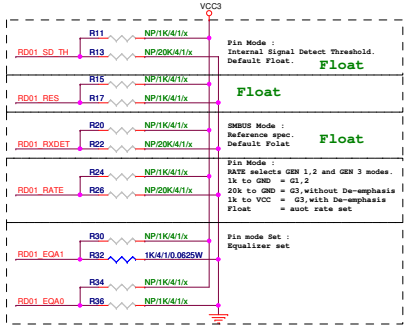 VCC3
R11 NP/1K/4/1/x
RD01_SD_TH R13 NP/20K/4/1/x
Pin Mode :
Internal Signal Detect Threshold.
Default Float.
Float
R15 NP/1K/4/1/x
RD01_RES R17 NP/1K/4/1/x
Float
R20 NP/1K/4/1/x
RD01_RXDET R22 NP/20K/4/1/x
SMBUS Mode :
Reference spec.
Default Folat
Float
R24 NP/1K/4/1/x
RD01_RATE R26 NP/20K/4/1/x
Pin Mode :
RATE selects GEN 1,2 and GEN 3 modes.
1k to GND = G1,2
20k to GND = G3,without De-emphasis
1k to VCC = G3,with De-emphasis
Float = auot rate set
R30 NP/1K/4/1/x
RD01_EQA1 R32 1K/4/1/0.0625W
Pin mode Set :
Equalizer set
R34 NP/1K/4/1/x
RD01_EQA0 R36 NP/1K/4/1/x